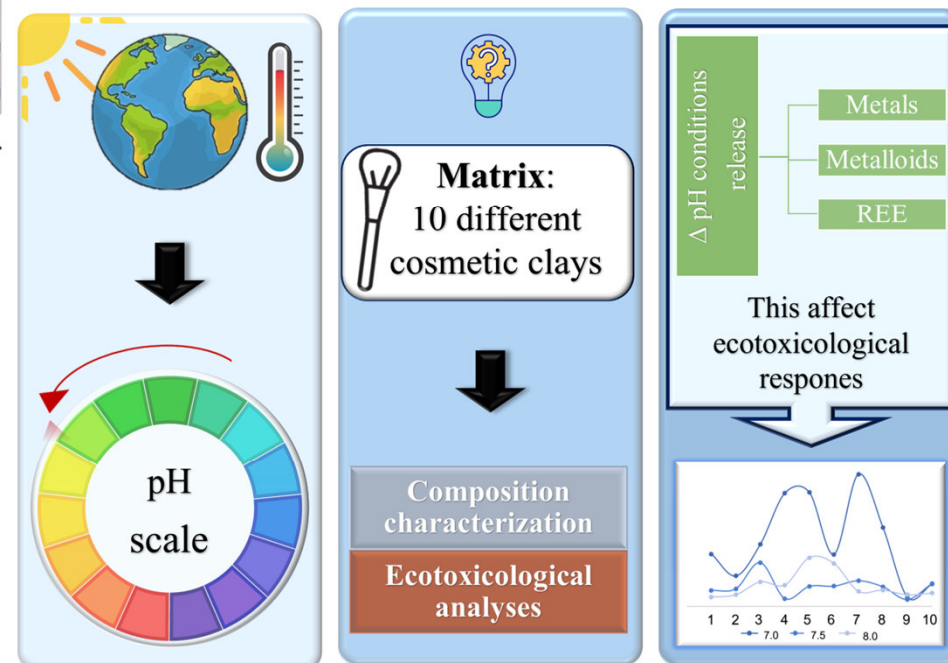 pH
scale
Matrix:
10 different
cosmetic clays
Composition
characterization
Ecotoxicological
analyses
Δ pH conditions
release
Metals
Metalloids
REE
This affect
ecotoxicological
respones
1 2 3 4 5 6 7 8 9 10
7.0 7.5 8.0